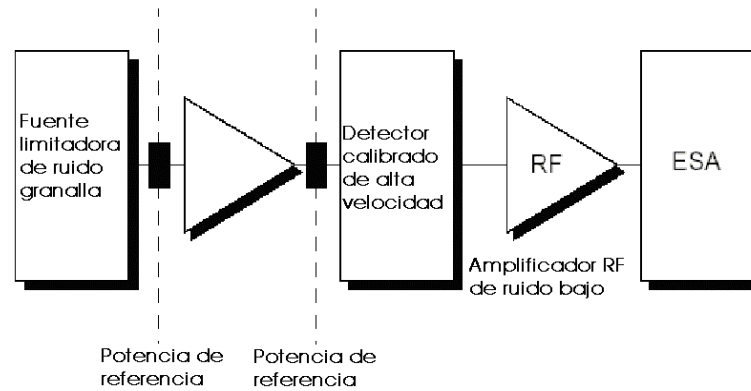 Fuente
limitadora
de ruido
granalla
Detector
calibrado
de alta
velocidad
RF
ESA
Amplificador RF
de ruido bajo
Potencia de
referencia
Potencia de
referencia